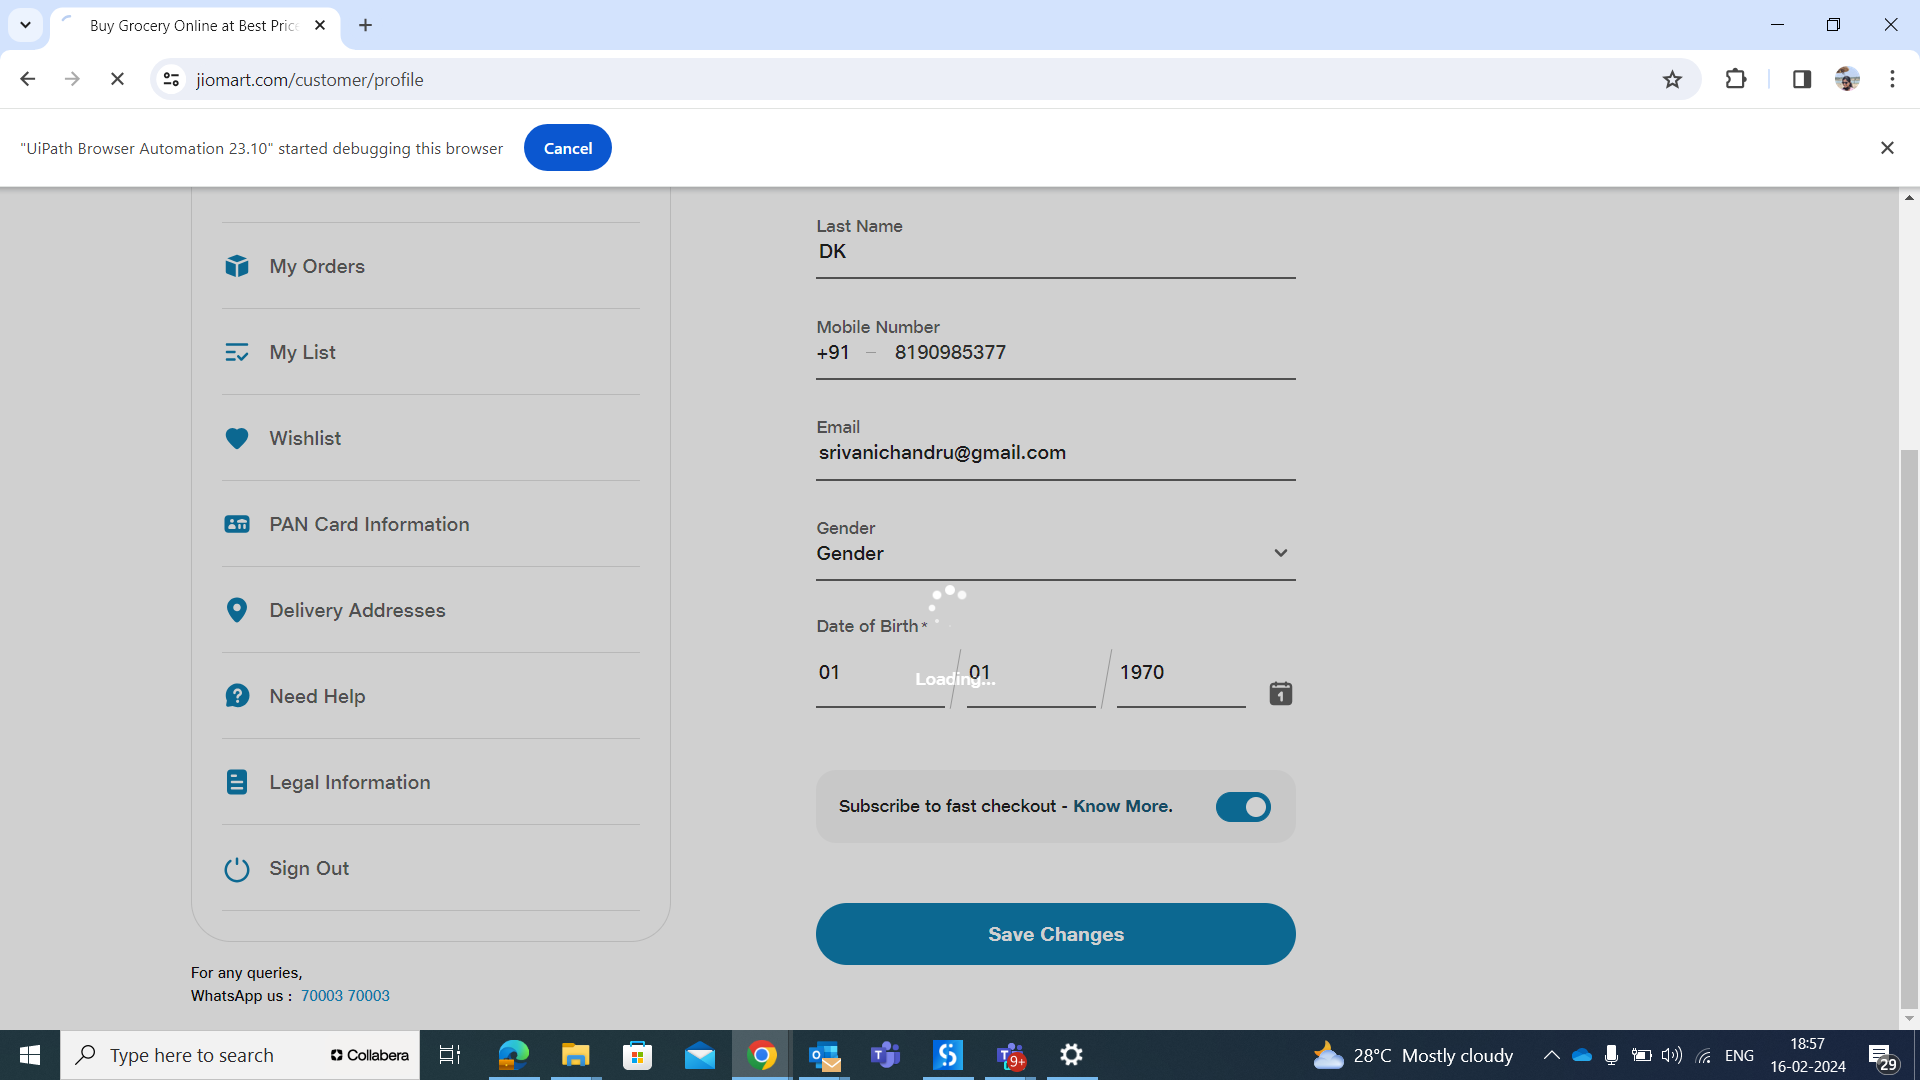 Buy Grocery Online at Best Price
jiomart.com/customer/profile
"UiPath Browser Automation 23.10" started debugging this browser
Cancel
My Orders
My List
Wishlist
PAN Card Information
Delivery Addresses
Need Help
Legal Information
Sign Out
For any queries,
WhatsApp us : 70003 70003
Last Name
DK
Mobile Number
+91 – 8190985377
Email
srivanichandru@gmail.com
Gender
Gender
Date of Birth*
01 / 01 / 1970
1
Loading...
Subscribe to fast checkout - Know More.
Save Changes
Type here to search
Collabera
9+
28°C Mostly cloudy
ENG
18:57
16-02-2024
29